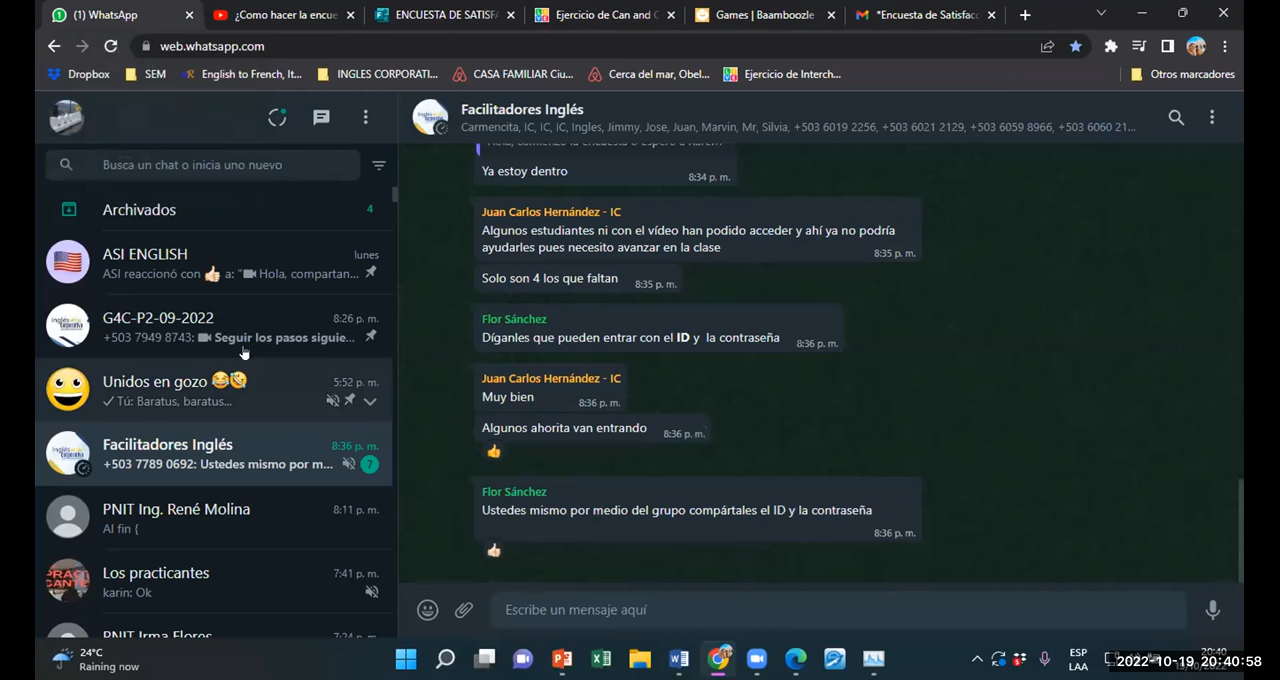 (1) WhatsApp
¿Como hacer la encue
ENCUESTA DE SATISFA
Ejercicio de Can and C
Games | Baamboozle
*Encuesta de Satisfac
web.whatsapp.com
Dropbox
SEM
English to French, It...
INGLES CORPORATI...
CASA FAMILIAR Ciu...
Cerca del mar, Obel...
Ejercicio de Interch...
Otros marcadores
Facilitadores Inglés
Carmencita, IC, IC, IC, Ingles, Jimmy, Jose, Juan, Marvin, Mr, Silvia, +503 6019 2256, +503 6021 2129, +503 6059 8966, +503 6060 21...
Busca un chat o inicia uno nuevo
Archivados
4
ASI ENGLISH
lunes
ASI reaccionó con 👍🏻 a: "Hola, compartan...
G4C-P2-09-2022
8:26 p. m.
+503 7949 8743: Seguir los pasos siguie...
Unidos en gozo 😂🤣
5:52 p. m.
Tú: Baratus, baratus...
Facilitadores Inglés
8:36 p. m.
+503 7789 0692: Ustedes mismo por m...
7
PNIT Ing. René Molina
8:11 p. m.
Al fin {
Los practicantes
7:41 p. m.
karin: Ok
PNIT Irma Flores
7:24 p. m.
Ya estoy dentro
8:34 p. m.
Juan Carlos Hernández - IC
Algunos estudiantes ni con el vídeo han podido acceder y ahí ya no podría
ayudarles pues necesito avanzar en la clase
8:35 p. m.
Solo son 4 los que faltan
8:35 p. m.
Flor Sánchez
Díganles que pueden entrar con el ID y la contraseña
8:36 p. m.
Juan Carlos Hernández - IC
Muy bien
8:36 p. m.
Algunos ahorita van entrando
8:36 p. m.
Flor Sánchez
Ustedes mismo por medio del grupo compártales el ID y la contraseña
8:36 p. m.
Escribe un mensaje aquí
24°C
Raining now
ESP
LAA
20:40
2022-10-19, 20:40:58